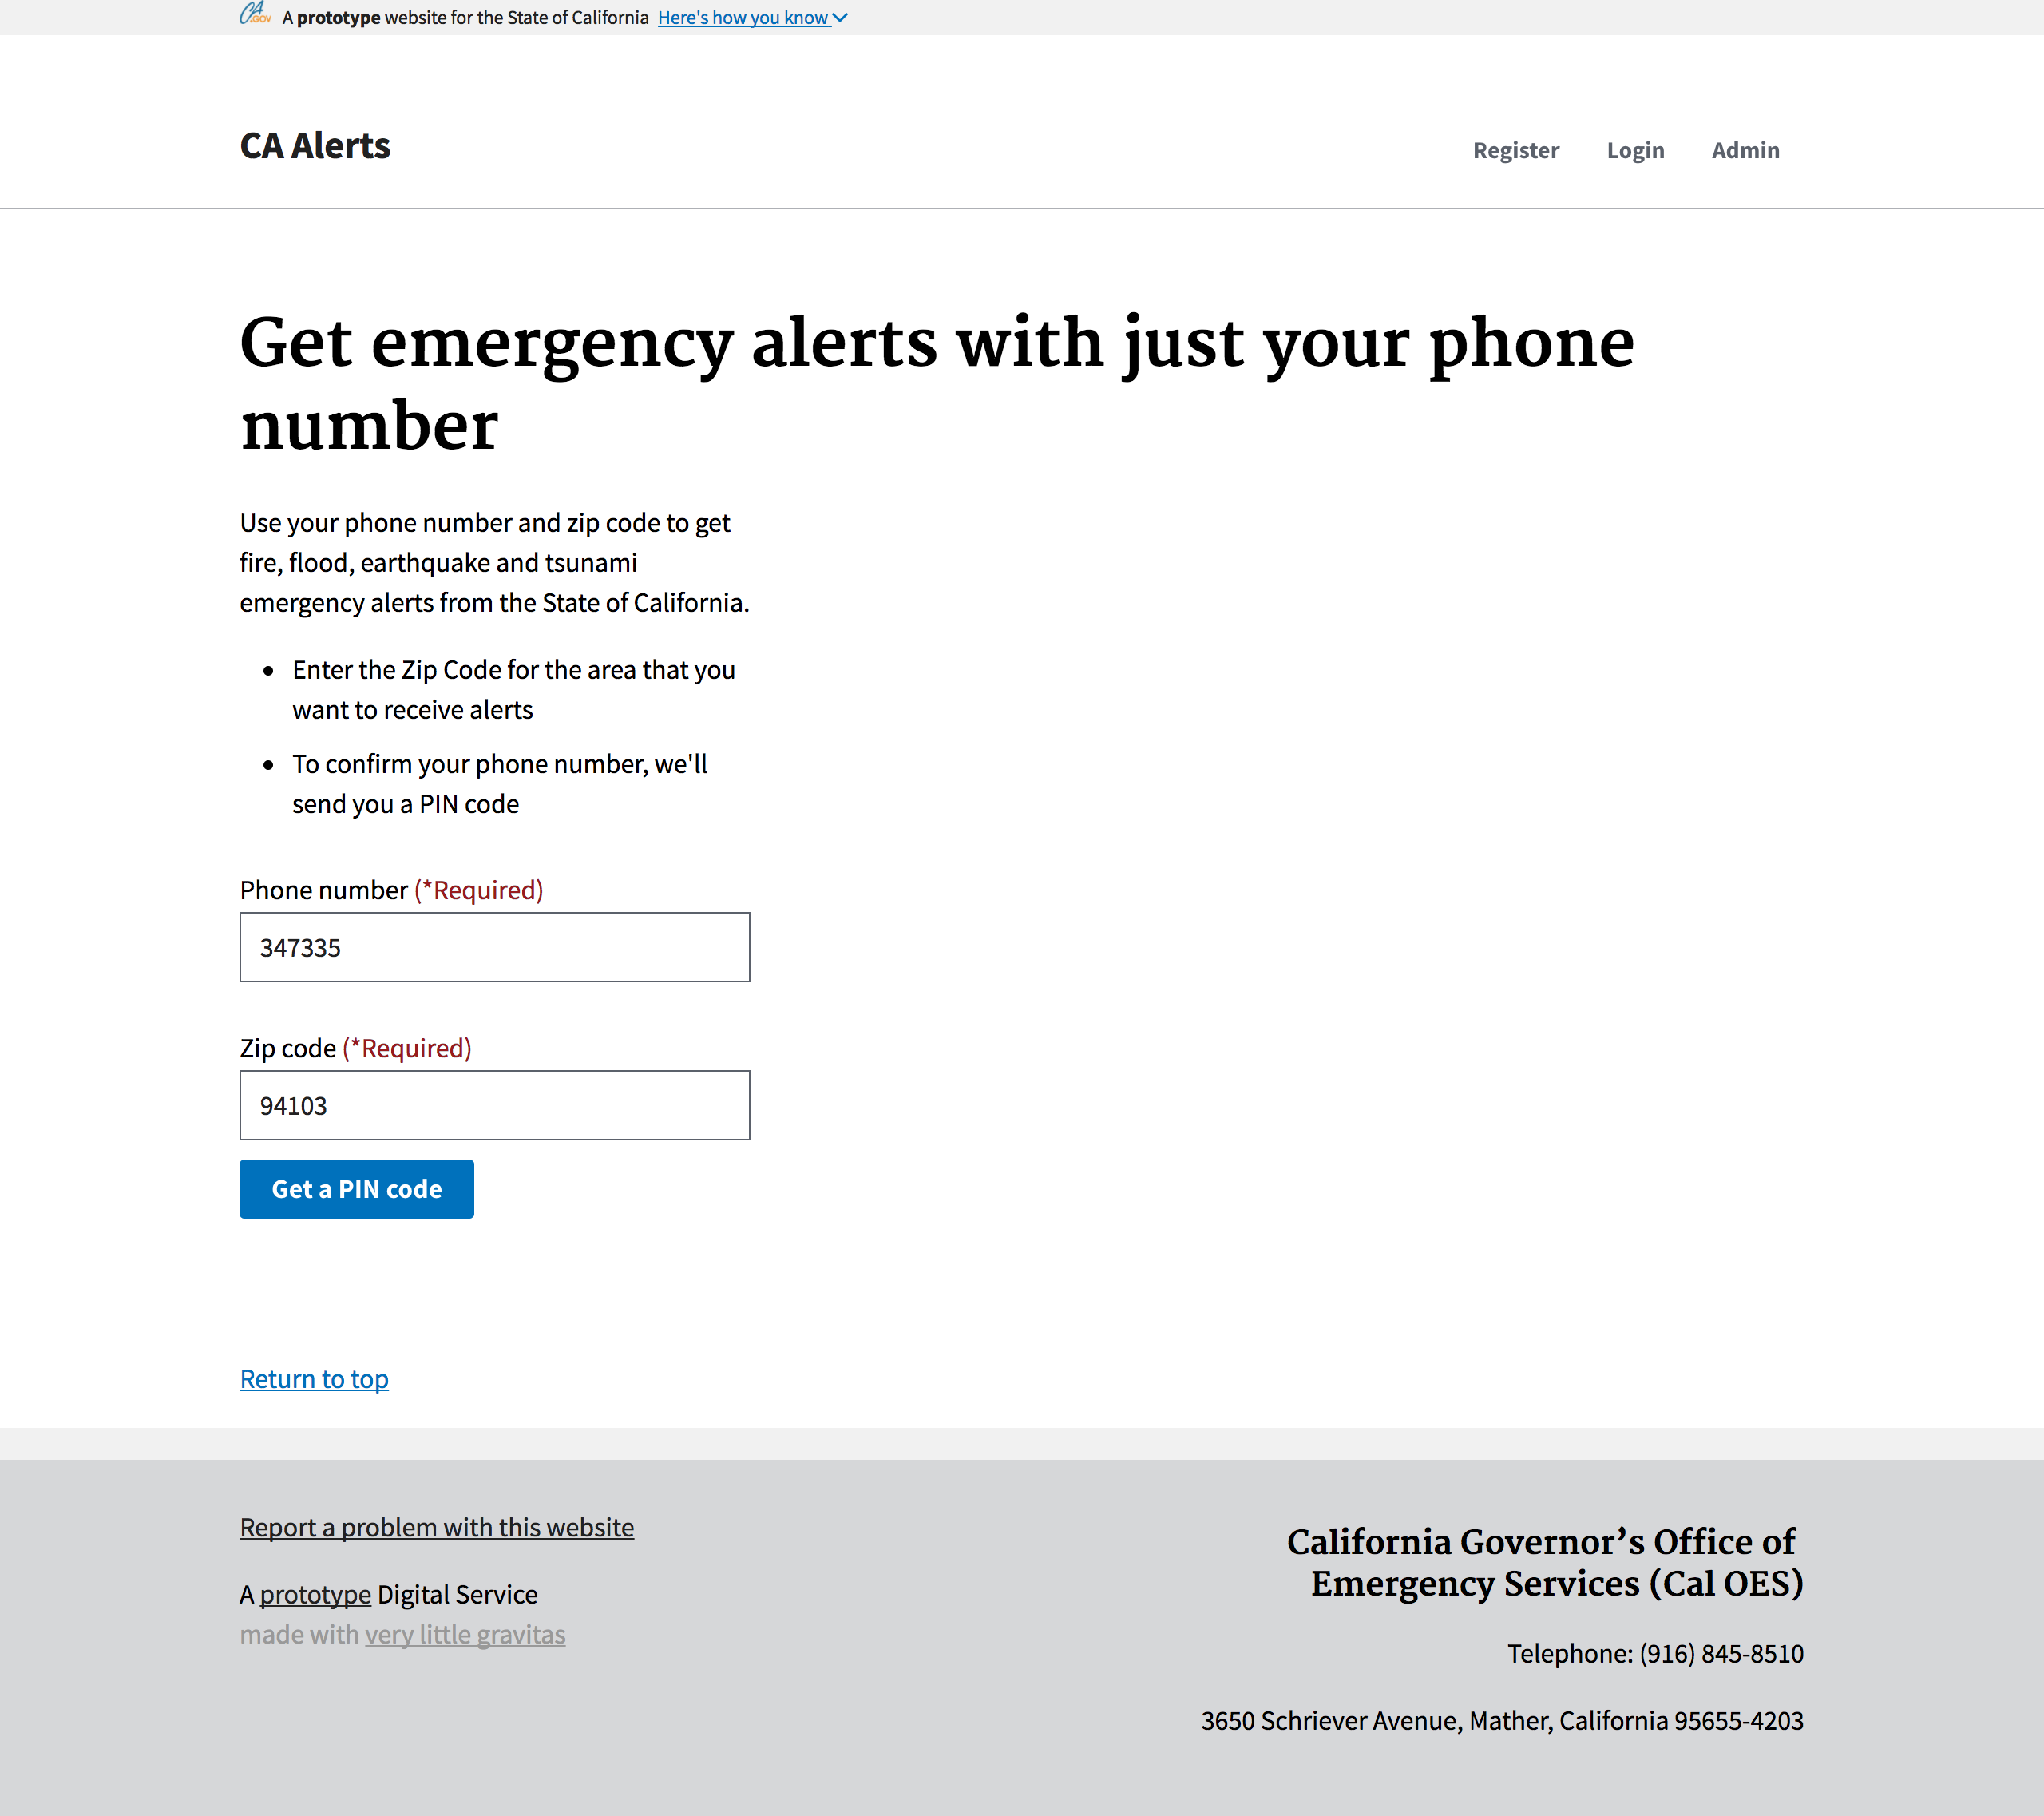 CA.GOV A prototype website for the State of California Here's how you know
CA Alerts
Register Login Admin
Get emergency alerts with just your phone
number
Use your phone number and zip code to get
fire, flood, earthquake and tsunami
emergency alerts from the State of California.
• Enter the Zip Code for the area that you
want to receive alerts
• To confirm your phone number, we'll
send you a PIN code
Phone number (*Required)
347335
Zip code (*Required)
94103
Get a PIN code
Return to top
Report a problem with this website
A prototype Digital Service
made with very little gravitas
California Governor’s Office of
Emergency Services (Cal OES)
Telephone: (916) 845-8510
3650 Schriever Avenue, Mather, California 95655-4203